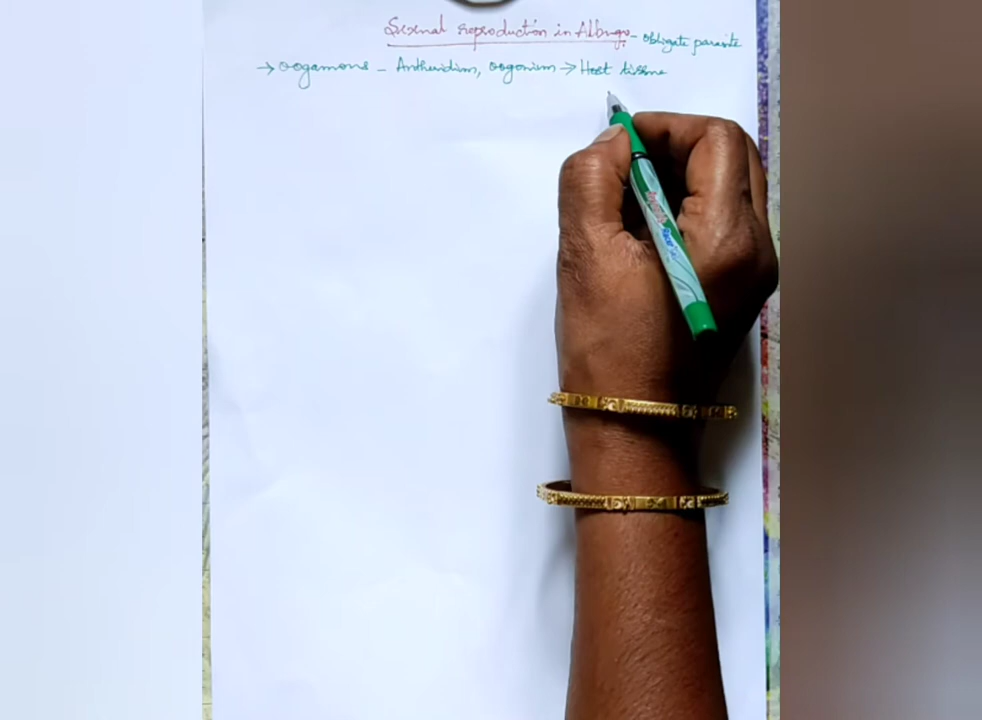 Sexual reproduction in Albugo - obligate parasite
→ oogamous - Antheridium, oogonium → Host tissue